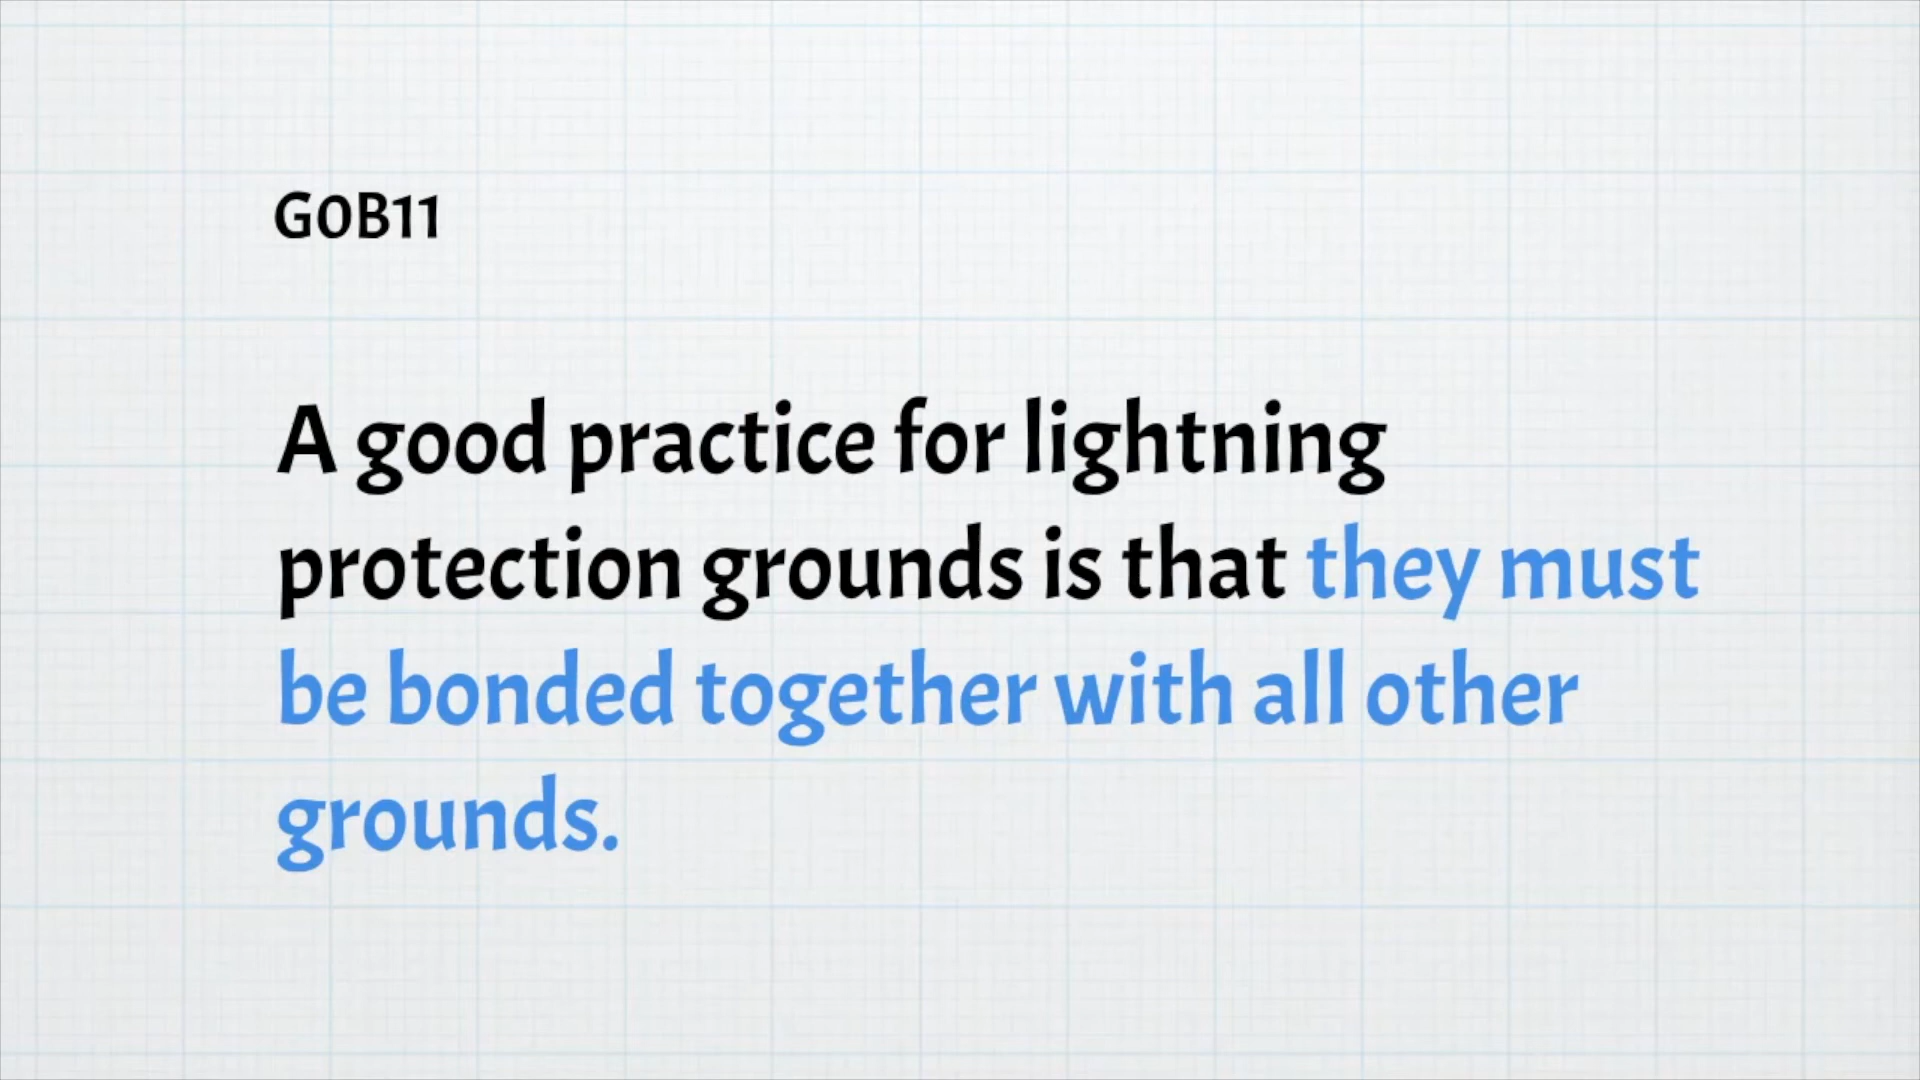 G0B11
A good practice for lightning
protection grounds is that they must
be bonded together with all other
grounds.